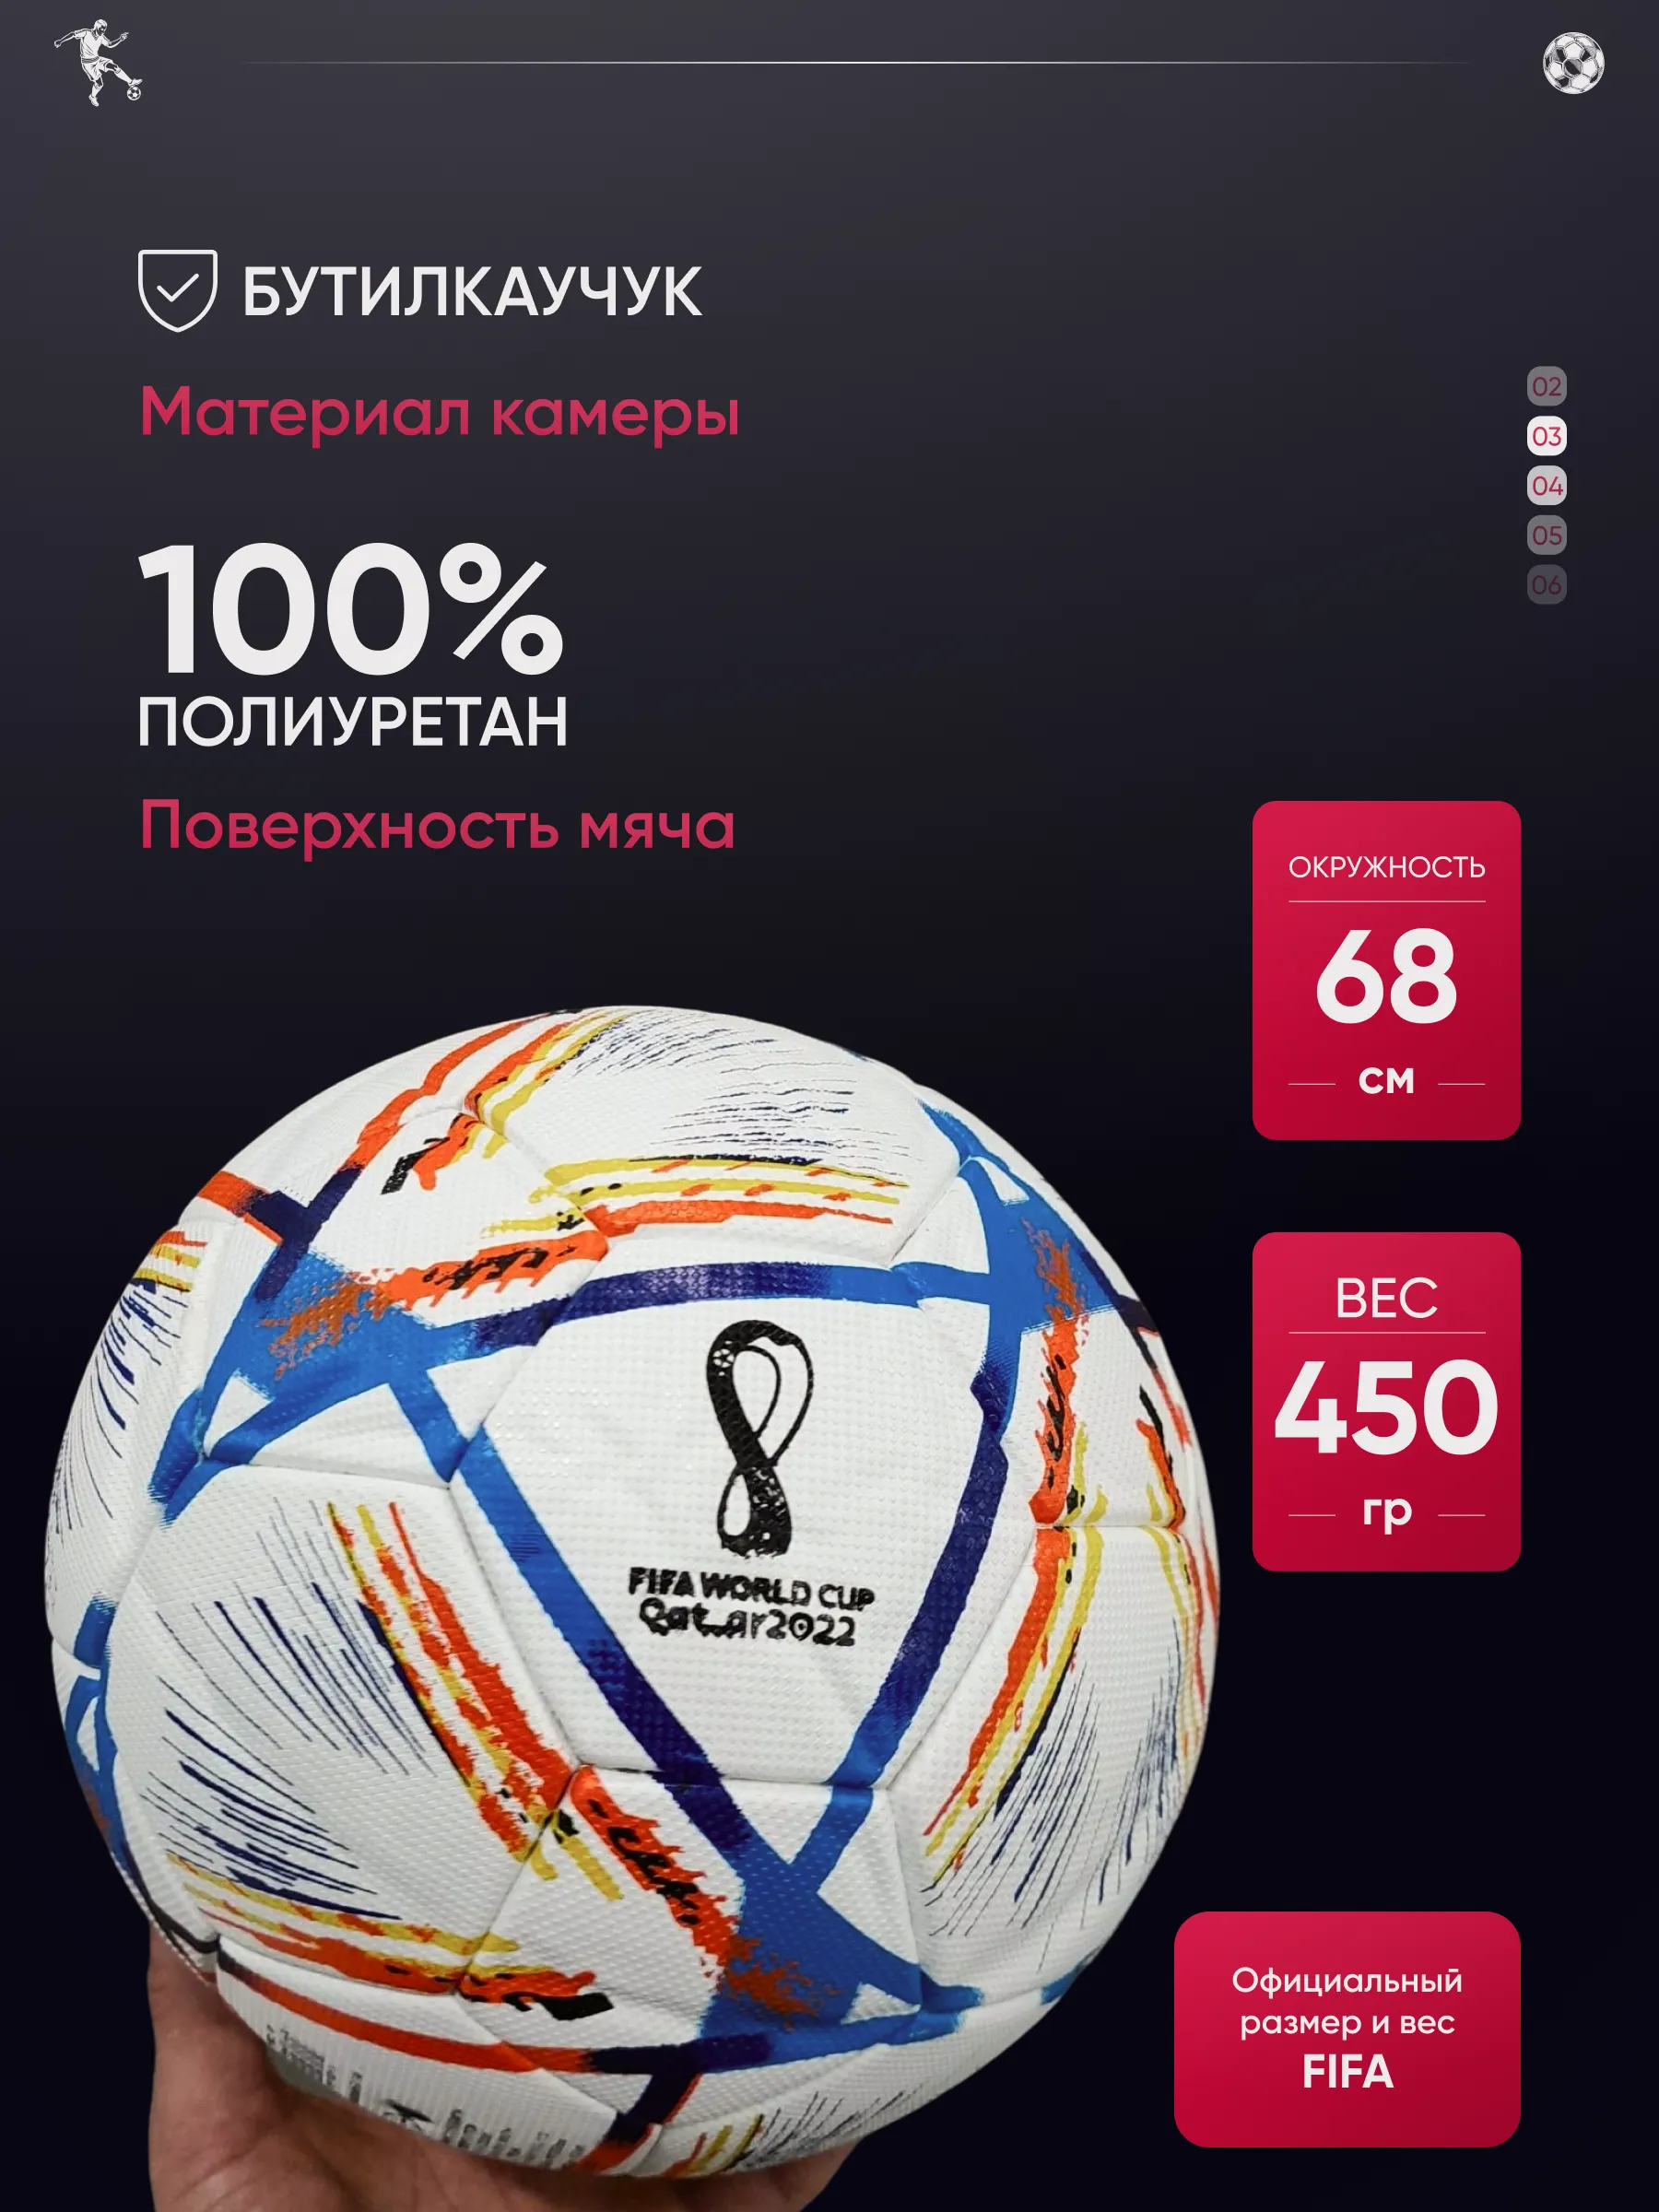 БУТИЛКАУЧУК
Материал камеры
02
03
04
05
06
100%
ПОЛИУРЕТАН
Поверхность мяча
ОКРУЖНОСТЬ
68
см
ВЕС
450
гр
FIFA WORLD CUP
Qatar2022
Официальный
размер и вес
FIFA